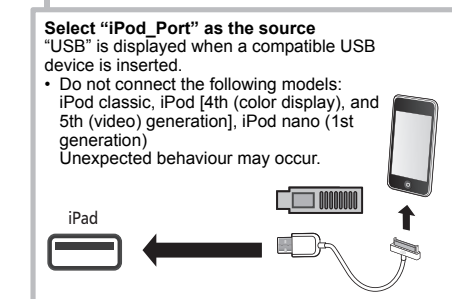 Select “iPod_Port” as the source
“USB” is displayed when a compatible USB
device is inserted.
• Do not connect the following models:
iPod classic, iPod [4th (color display), and
5th (video) generation], iPod nano (1st
generation)
Unexpected behaviour may occur.
iPad